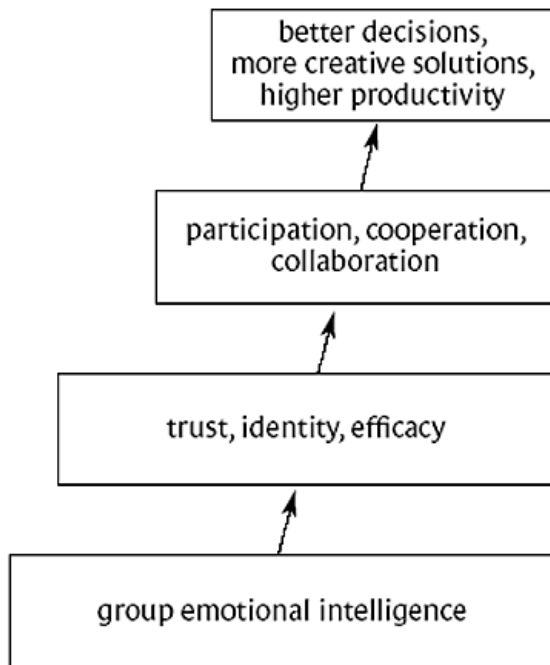 better decisions,
more creative solutions,
higher productivity
participation, cooperation,
collaboration
trust, identity, efficacy
group emotional intelligence